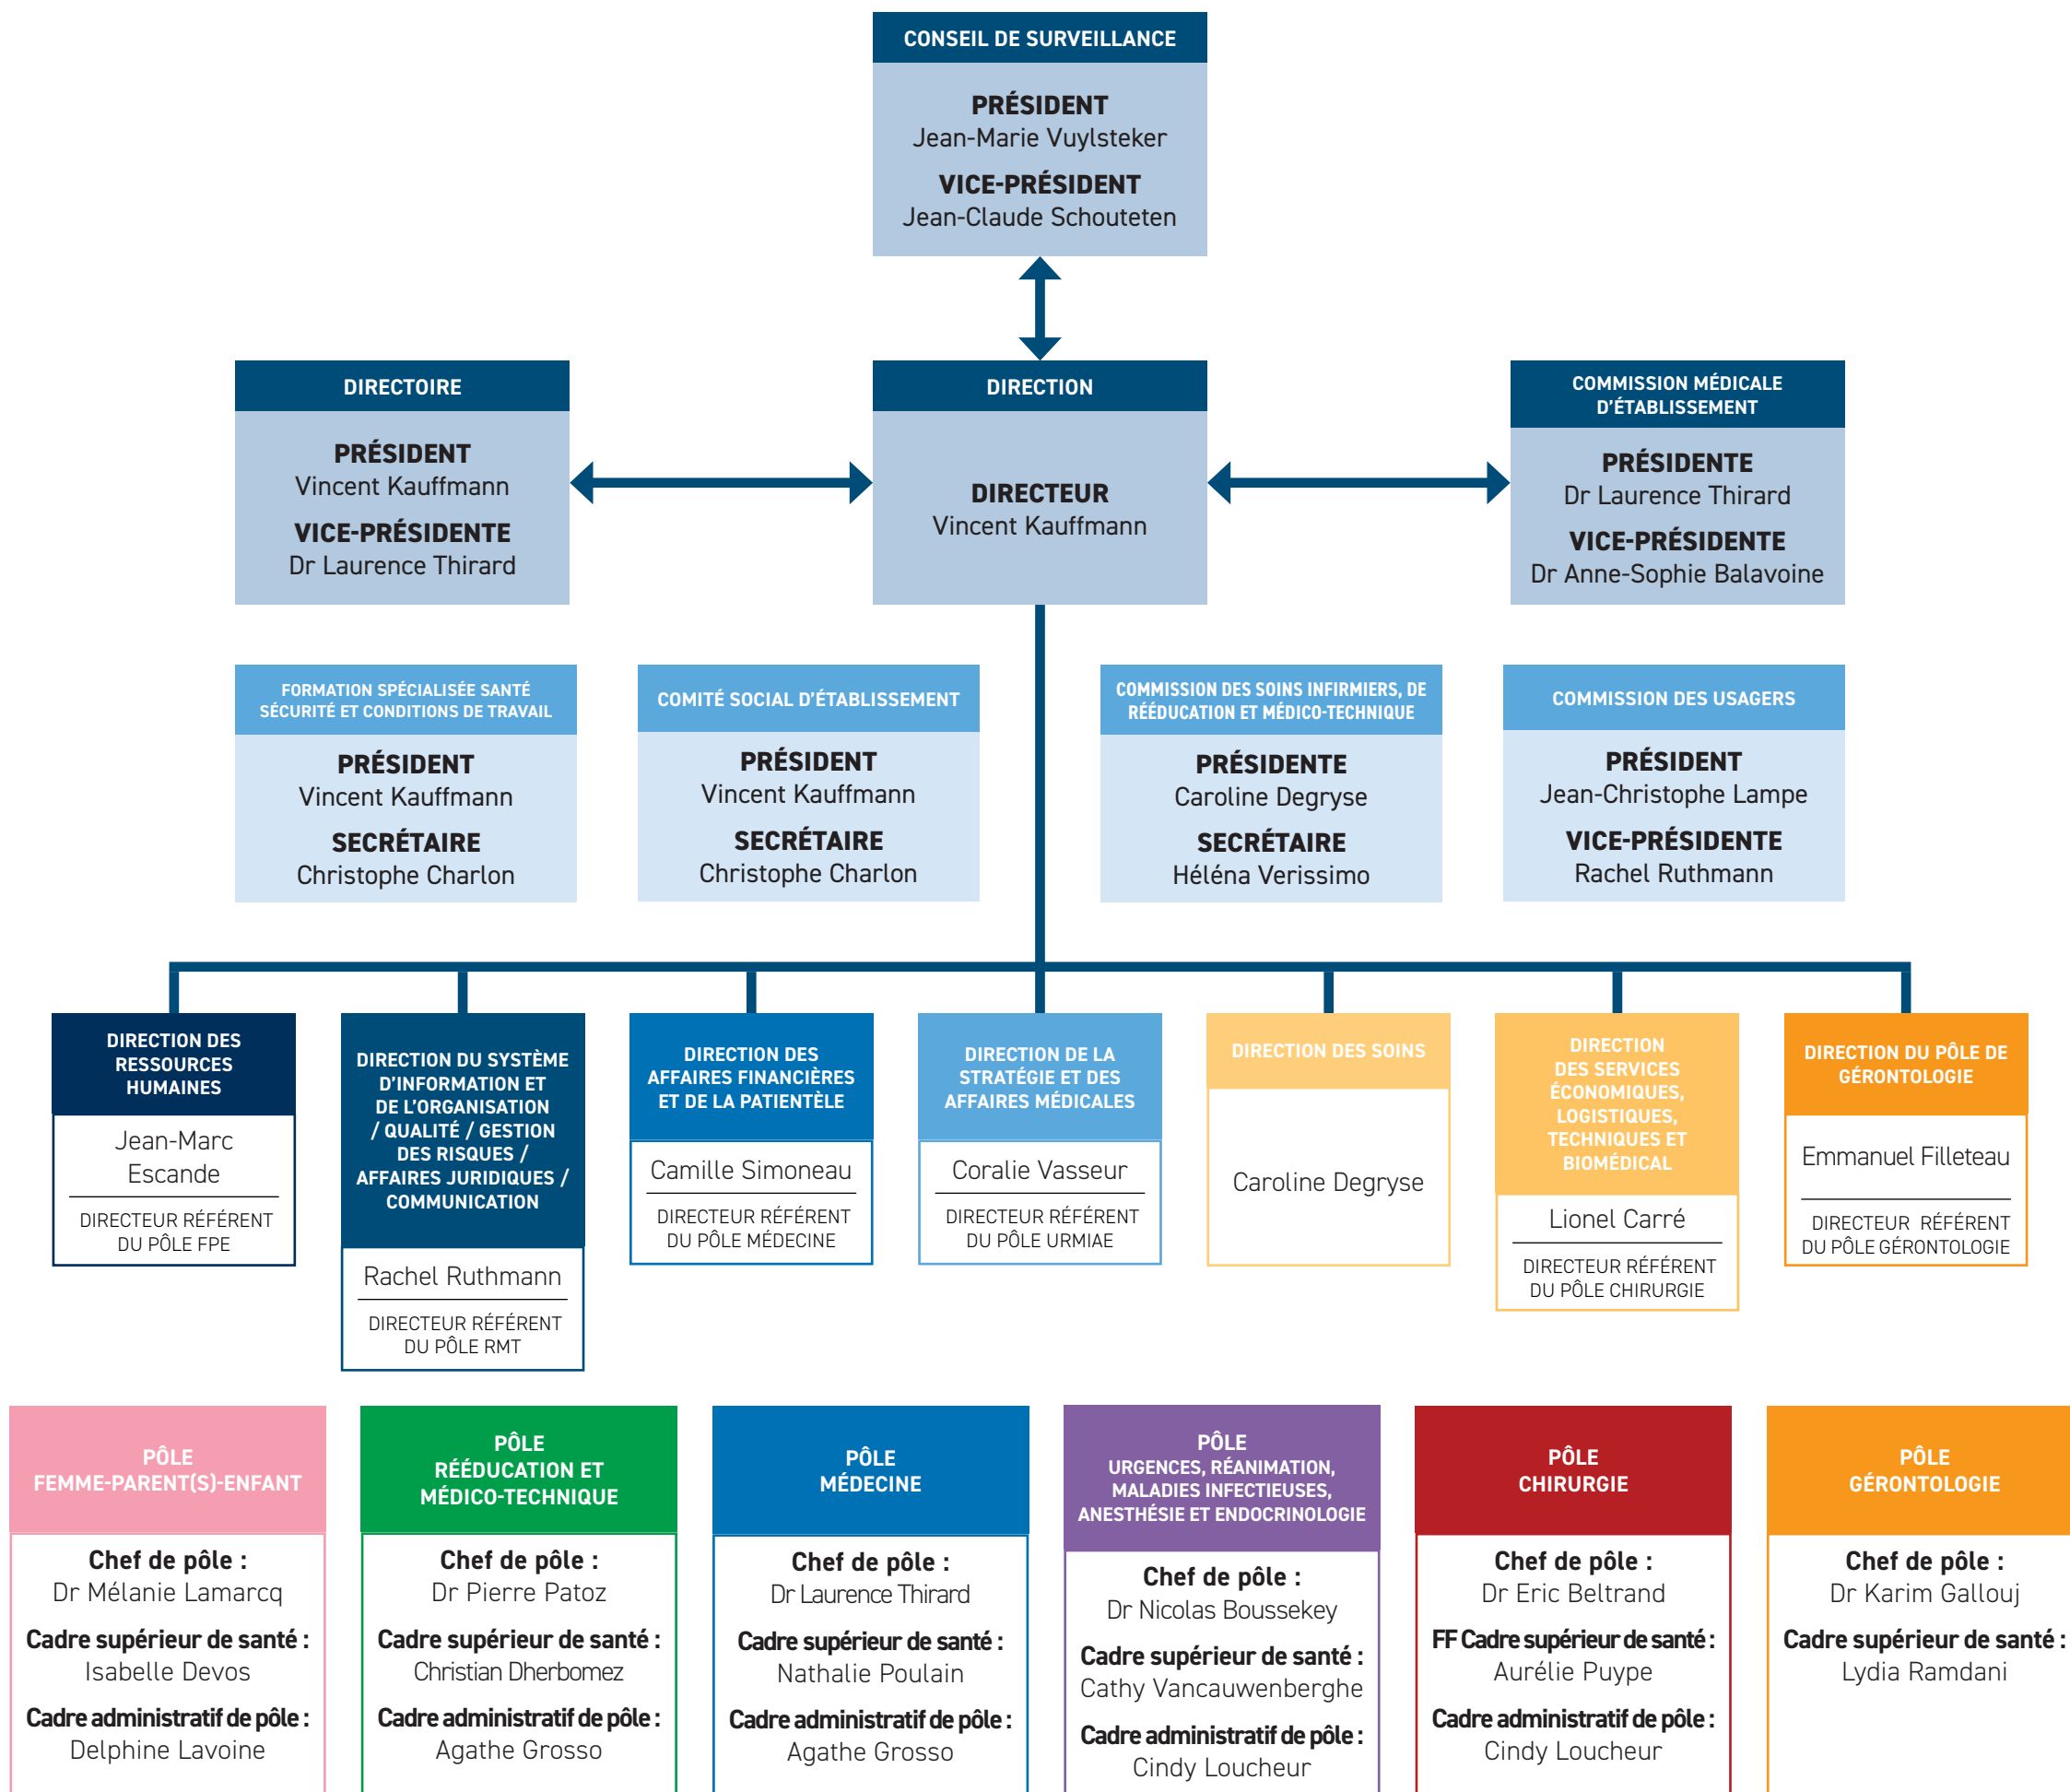 CONSEIL DE SURVEILLANCE
PRÉSIDENT
Jean-Marie Vuylsteker
VICE-PRÉSIDENT
Jean-Claude Schouteten
DIRECTOIRE
PRÉSIDENT
Vincent Kauffmann
VICE-PRÉSIDENTE
Dr Laurence Thirard
DIRECTION
DIRECTEUR
Vincent Kauffmann
COMMISSION MÉDICALE
D'ÉTABLISSEMENT
PRÉSIDENTE
Dr Laurence Thirard
VICE-PRÉSIDENTE
Dr Anne-Sophie Balavoine
FORMATION SPÉCIALISÉE SANTÉ
SÉCURITÉ ET CONDITIONS DE TRAVAIL
PRÉSIDENT
Vincent Kauffmann
SECRÉTAIRE
Christophe Charlon
COMITÉ SOCIAL D'ÉTABLISSEMENT
PRÉSIDENT
Vincent Kauffmann
SECRÉTAIRE
Christophe Charlon
COMMISSION DES SOINS INFIRMIERS, DE
RÉÉDUCATION ET MÉDICO-TECHNIQUE
PRÉSIDENTE
Caroline Degryse
SECRÉTAIRE
Héléna Verissimo
COMMISSION DES USAGERS
PRÉSIDENT
Jean-Christophe Lampe
VICE-PRÉSIDENTE
Rachel Ruthmann
DIRECTION DES
RESSOURCES
HUMAINES
Jean-Marc
Escande
DIRECTEUR RÉFÉRENT
DU PÔLE FPE
DIRECTION DU SYSTÈME
D'INFORMATION ET
DE L'ORGANISATION
/ QUALITÉ / GESTION
DES RISQUES /
AFFAIRES JURIDIQUES /
COMMUNICATION
Rachel Ruthmann
DIRECTEUR RÉFÉRENT
DU PÔLE RMT
DIRECTION DES
AFFAIRES FINANCIÈRES
ET DE LA PATIENTÈLE
Camille Simoneau
DIRECTEUR RÉFÉRENT
DU PÔLE MÉDECINE
DIRECTION DE LA
STRATÉGIE ET DES
AFFAIRES MÉDICALES
Coralie Vasseur
DIRECTEUR RÉFÉRENT
DU PÔLE URMIAE
DIRECTION DES SOINS
Caroline Degryse
DIRECTION
DES SERVICES
ÉCONOMIQUES,
LOGISTIQUES,
TECHNIQUES ET
BIOMÉDICAL
Lionel Carré
DIRECTEUR RÉFÉRENT
DU PÔLE CHIRURGIE
DIRECTION DU PÔLE DE
GÉRONTOLOGIE
Emmanuel Filleteau
DIRECTEUR RÉFÉRENT
DU PÔLE GÉRONTOLOGIE
PÔLE
FEMME-PARENT(S)-ENFANT
Chef de pôle :
Dr Mélanie Lamarcq
Cadre supérieur de santé :
Isabelle Devos
Cadre administratif de pôle :
Delphine Lavoine
PÔLE
RÉÉDUCATION ET
MÉDICO-TECHNIQUE
Chef de pôle :
Dr Pierre Patoz
Cadre supérieur de santé :
Christian Dherbomez
Cadre administratif de pôle :
Agathe Grosso
PÔLE
MÉDECINE
Chef de pôle :
Dr Laurence Thirard
Cadre supérieur de santé :
Nathalie Poulain
Cadre administratif de pôle :
Agathe Grosso
PÔLE
URGENCES, RÉANIMATION,
MALADIES INFECTIEUSES,
ANESTHÉSIE ET ENDOCRINOLOGIE
Chef de pôle :
Dr Nicolas Boussekey
Cadre supérieur de santé :
Cathy Vancauwenberghe
Cadre administratif de pôle :
Cindy Loucheur
PÔLE
CHIRURGIE
Chef de pôle :
Dr Eric Beltrand
FF Cadre supérieur de santé :
Aurélie Puype
Cadre administratif de pôle :
Cindy Loucheur
PÔLE
GÉRONTOLOGIE
Chef de pôle :
Dr Karim Gallouj
Cadre supérieur de santé :
Lydia Ramdani